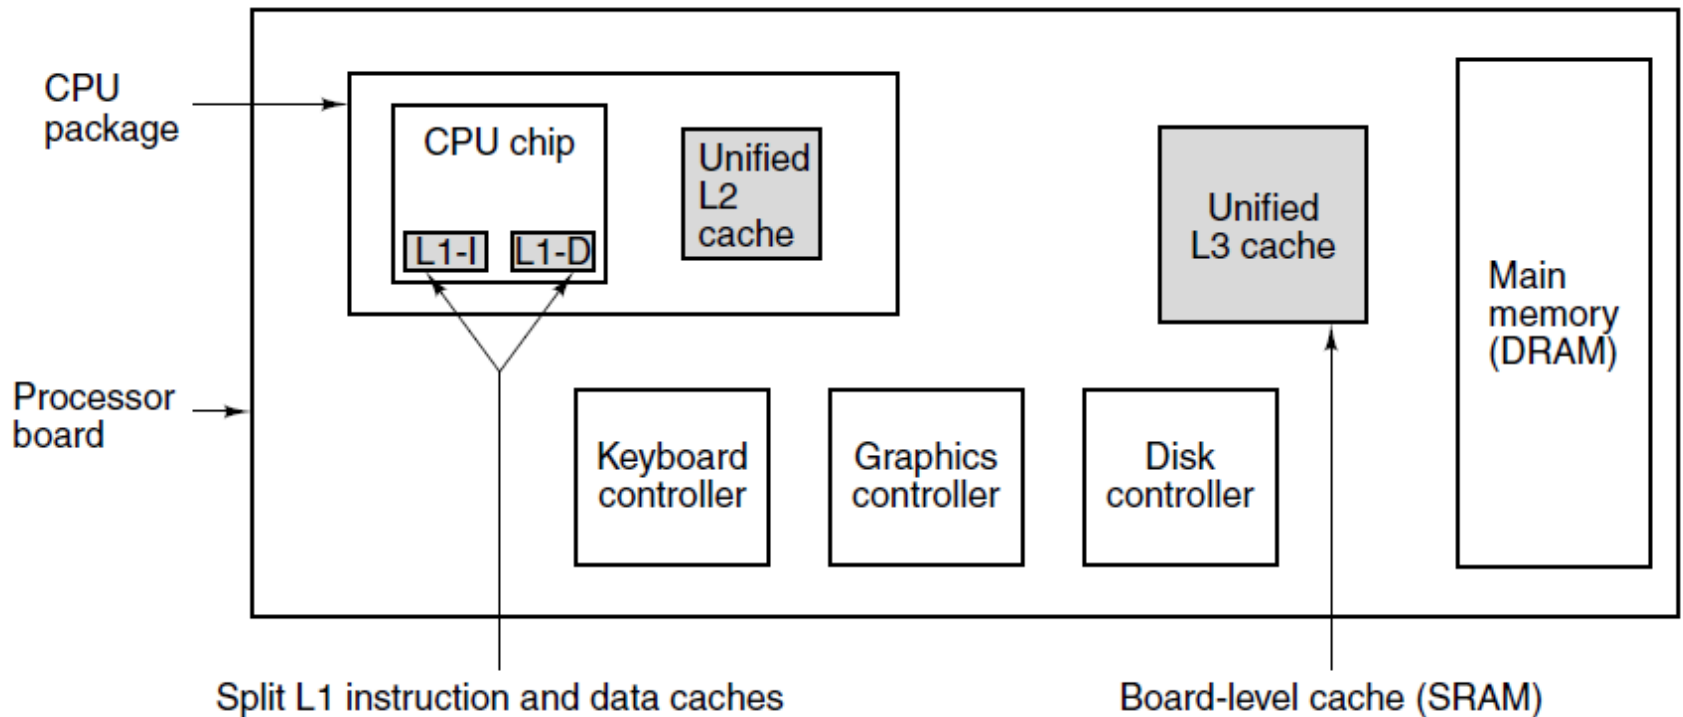 CPU
package
CPU chip
L1-I
L1-D
Unified
L2
cache
Unified
L3 cache
Main
memory
(DRAM)
Processor
board
Keyboard
controller
Graphics
controller
Disk
controller
Split L1 instruction and data caches
Board-level cache (SRAM)